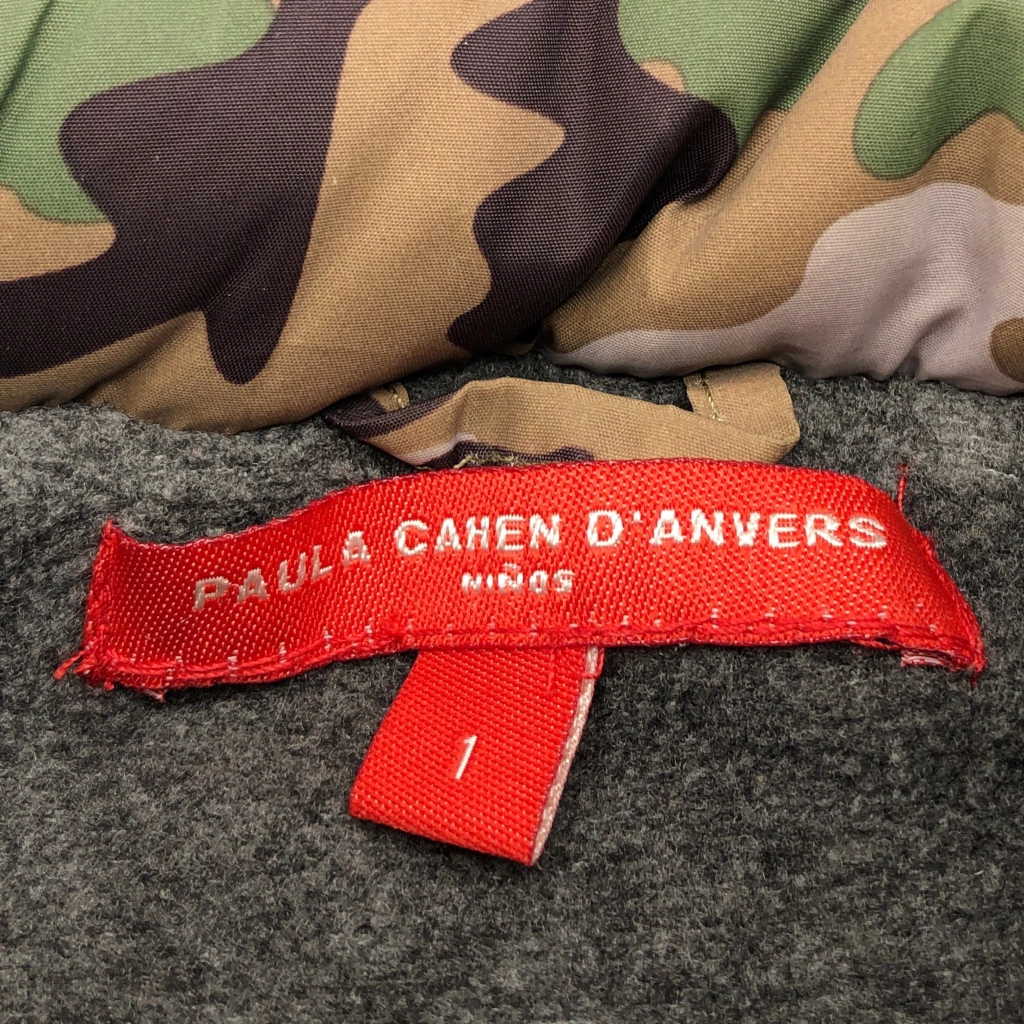 PAULA CAHEN D'ANVERS
NIÑOS
1